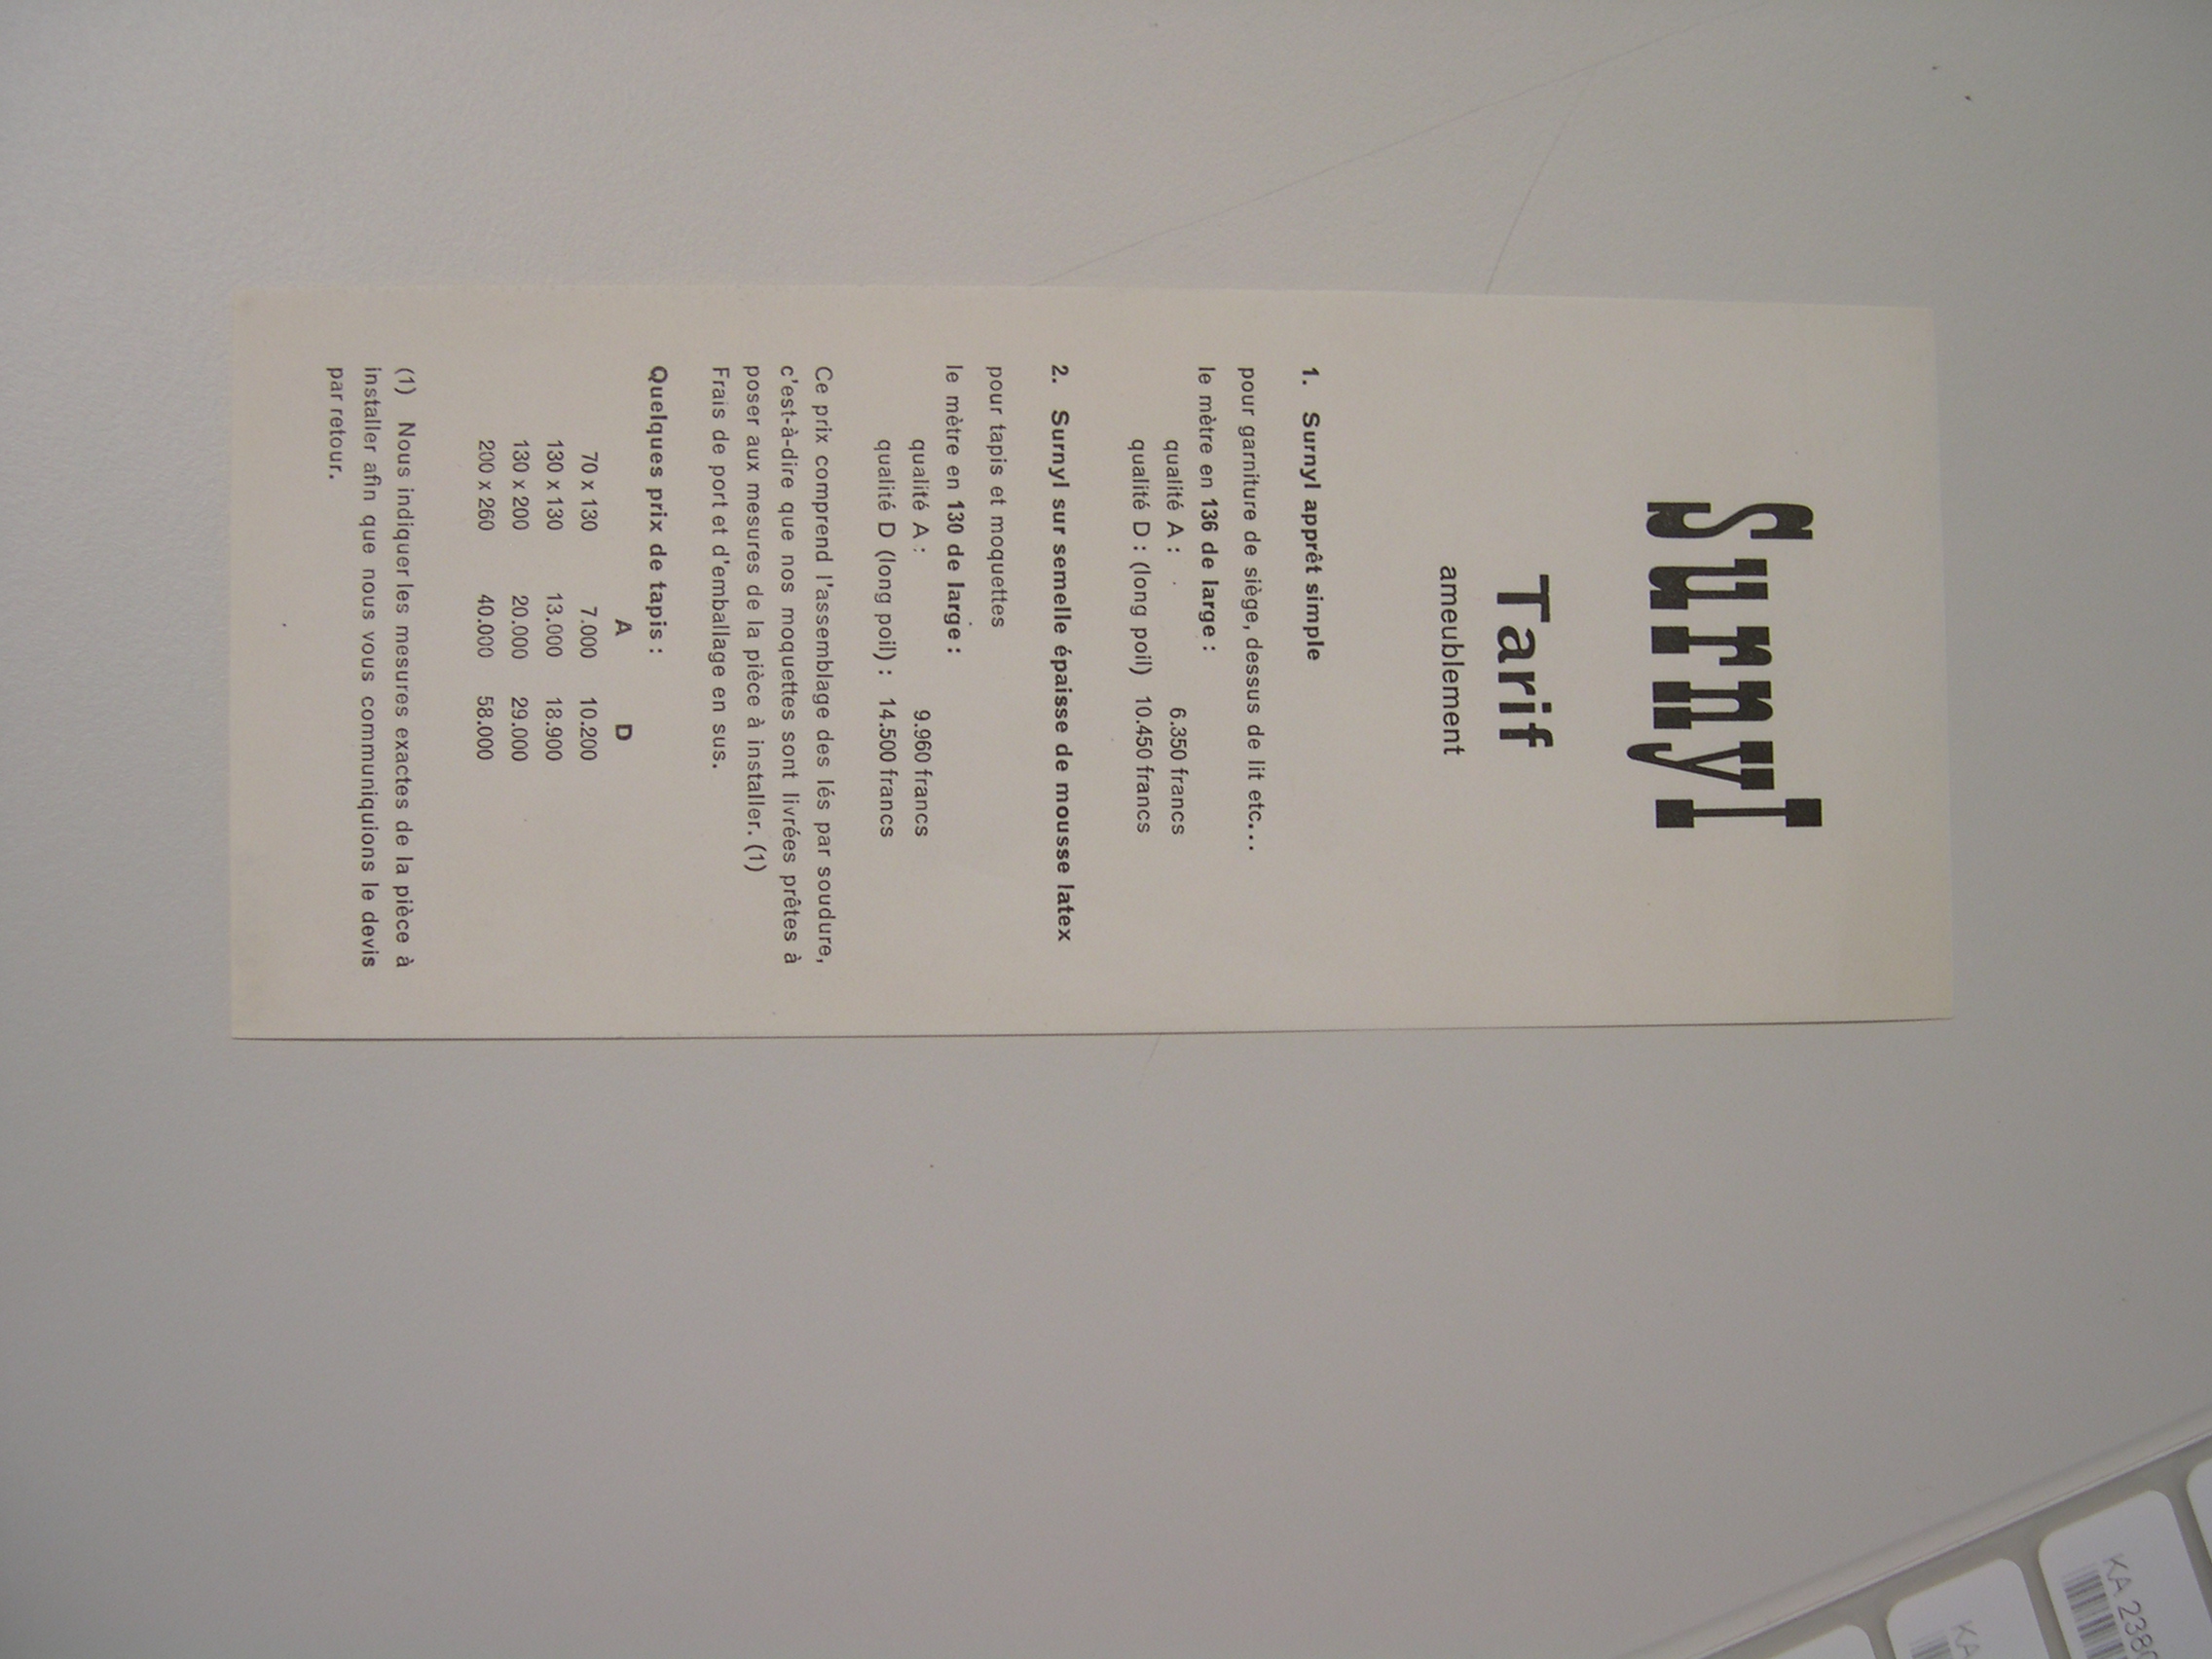 Surnyl
Tarif
ameublement
1. Surnyl apprêt simple
pour garniture de siège, dessus de lit etc...
le mètre en 136 de large :
qualité A : 6.350 francs
qualité D : (long poil) 10.450 francs
2. Surnyl sur semelle épaisse de mousse latex
pour tapis et moquettes
le mètre en 130 de large :
qualité A : 9.960 francs
qualité D (long poil) : 14.500 francs
Ce prix comprend l'assemblage des lés par soudure,
c'est-à-dire que nos moquettes sont livrées prêtes à
poser aux mesures de la pièce à installer. (1)
Frais de port et d'emballage en sus.
Quelques prix de tapis :
A D
70 x 130 7.000 10.200
130 x 130 13.000 18.900
130 x 200 20.000 29.000
200 x 260 40.000 58.000
(1) Nous indiquer les mesures exactes de la pièce à
installer afin que nous vous communiquions le devis
par retour.
KA